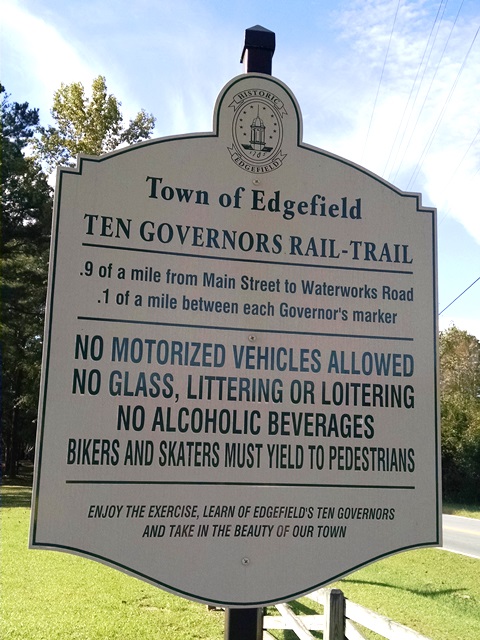 HISTORIC
EDGEFIELD
Town of Edgefield
TEN GOVERNORS RAIL-TRAIL
.9 of a mile from Main Street to Waterworks Road
.1 of a mile between each Governor's marker
NO MOTORIZED VEHICLES ALLOWED
NO GLASS, LITTERING OR LOITERING
NO ALCOHOLIC BEVERAGES
BIKERS AND SKATERS MUST YIELD TO PEDESTRIANS
ENJOY THE EXERCISE, LEARN OF EDGEFIELD'S TEN GOVERNORS
AND TAKE IN THE BEAUTY OF OUR TOWN